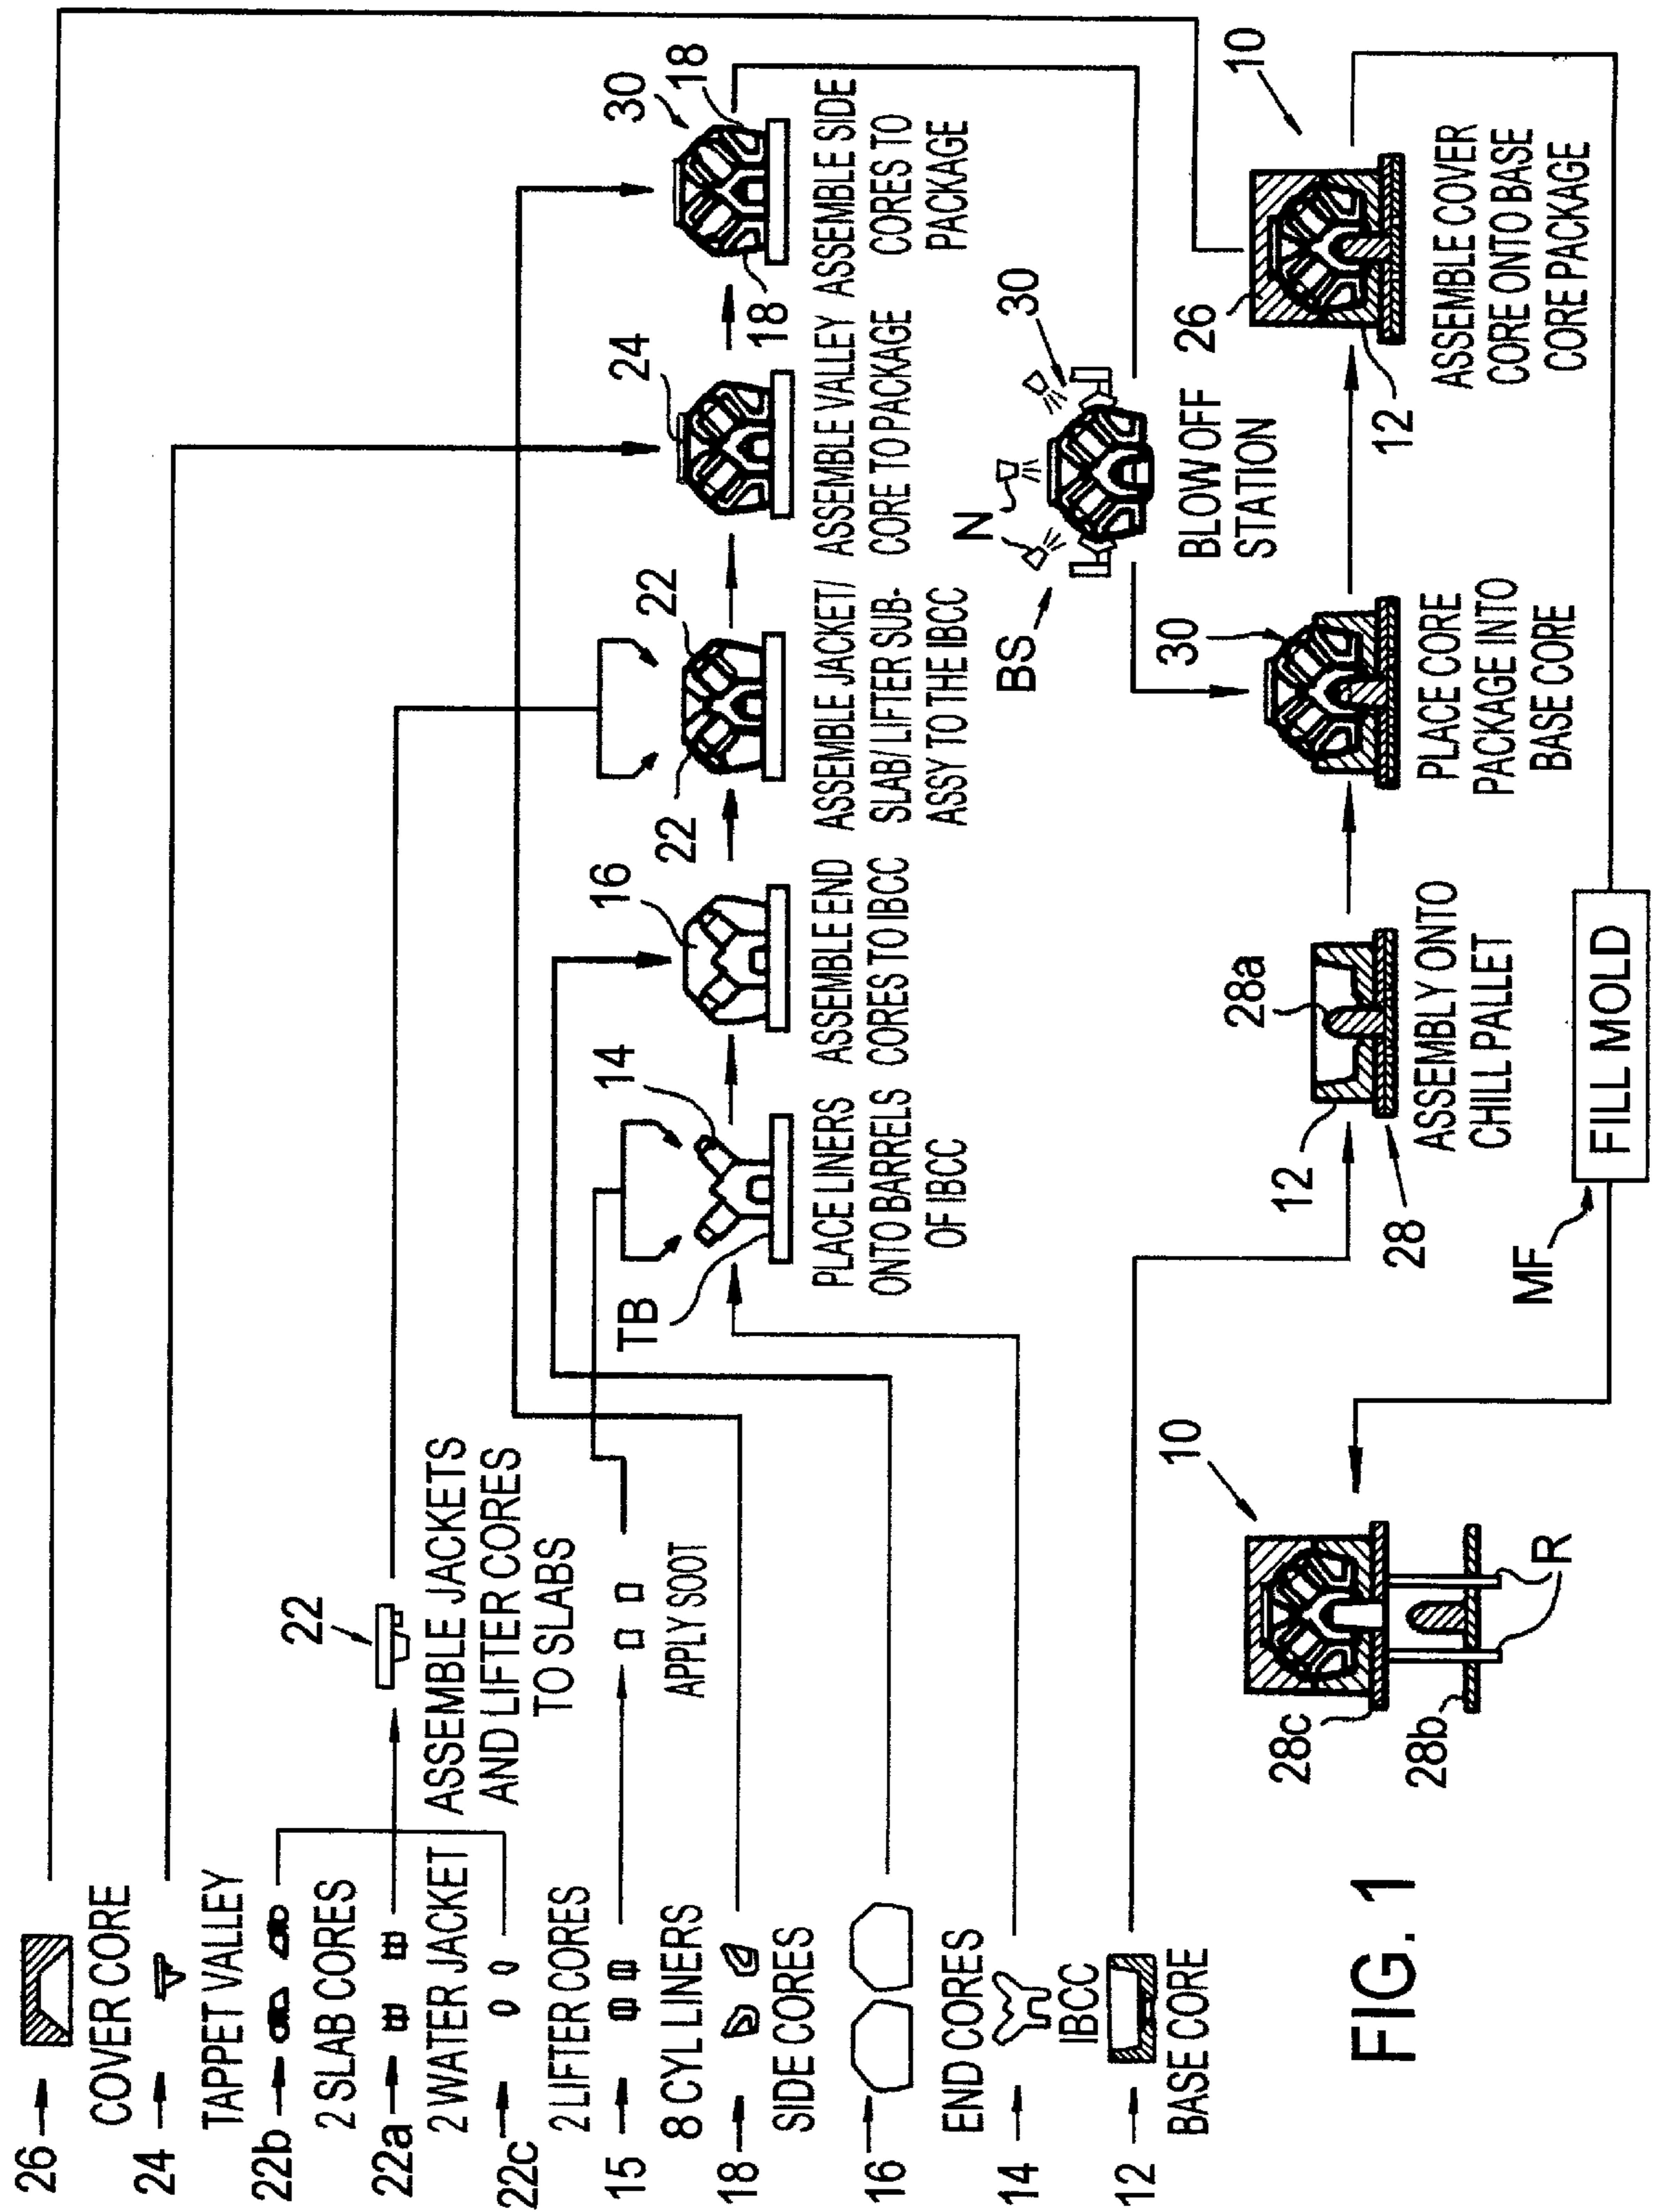 26
COVER CORE
24
TAPPET VALLEY
22b
2 SLAB CORES
22a
2 WATER JACKET
22c
2 LIFTER CORES
15
8 CYL LINERS
18
SIDE CORES
16
END CORES
14
IBCC
12
BASE CORE
22
ASSEMBLE JACKETS
AND LIFTER CORES
TO SLABS
APPLY SOOT
TB
14
PLACE LINERS
ONTO BARRELS
OF IBCC
16
ASSEMBLE END
CORES TO IBCC
22
22
ASSEMBLE JACKET/
SLAB/LIFTER SUB-
ASSY TO THE IBCC
24
ASSEMBLE VALLEY
CORE TO PACKAGE
30
18
18
ASSEMBLE SIDE
CORES TO
PACKAGE
BS
N
30
BLOW OFF
STATION
12
28a
28
ASSEMBLY ONTO
CHILL PALLET
30
PLACE CORE
PACKAGE INTO
BASE CORE
26
10
12
ASSEMBLE COVER
CORE ONTO BASE
CORE PACKAGE
MF
FILL MOLD
10
28c
28b
R
FIG. 1